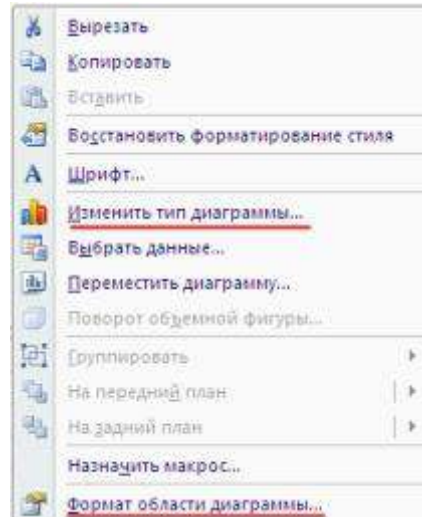 Вырезать
Копировать
Вставить
Восстановить форматирование стиля
Шрифт...
Изменить тип диаграммы...
Выбрать данные...
Переместить диаграмму...
Поворот объемной фигуры...
Группировать
На передний план
На задний план
Назначить макрос...
Формат области диаграммы...